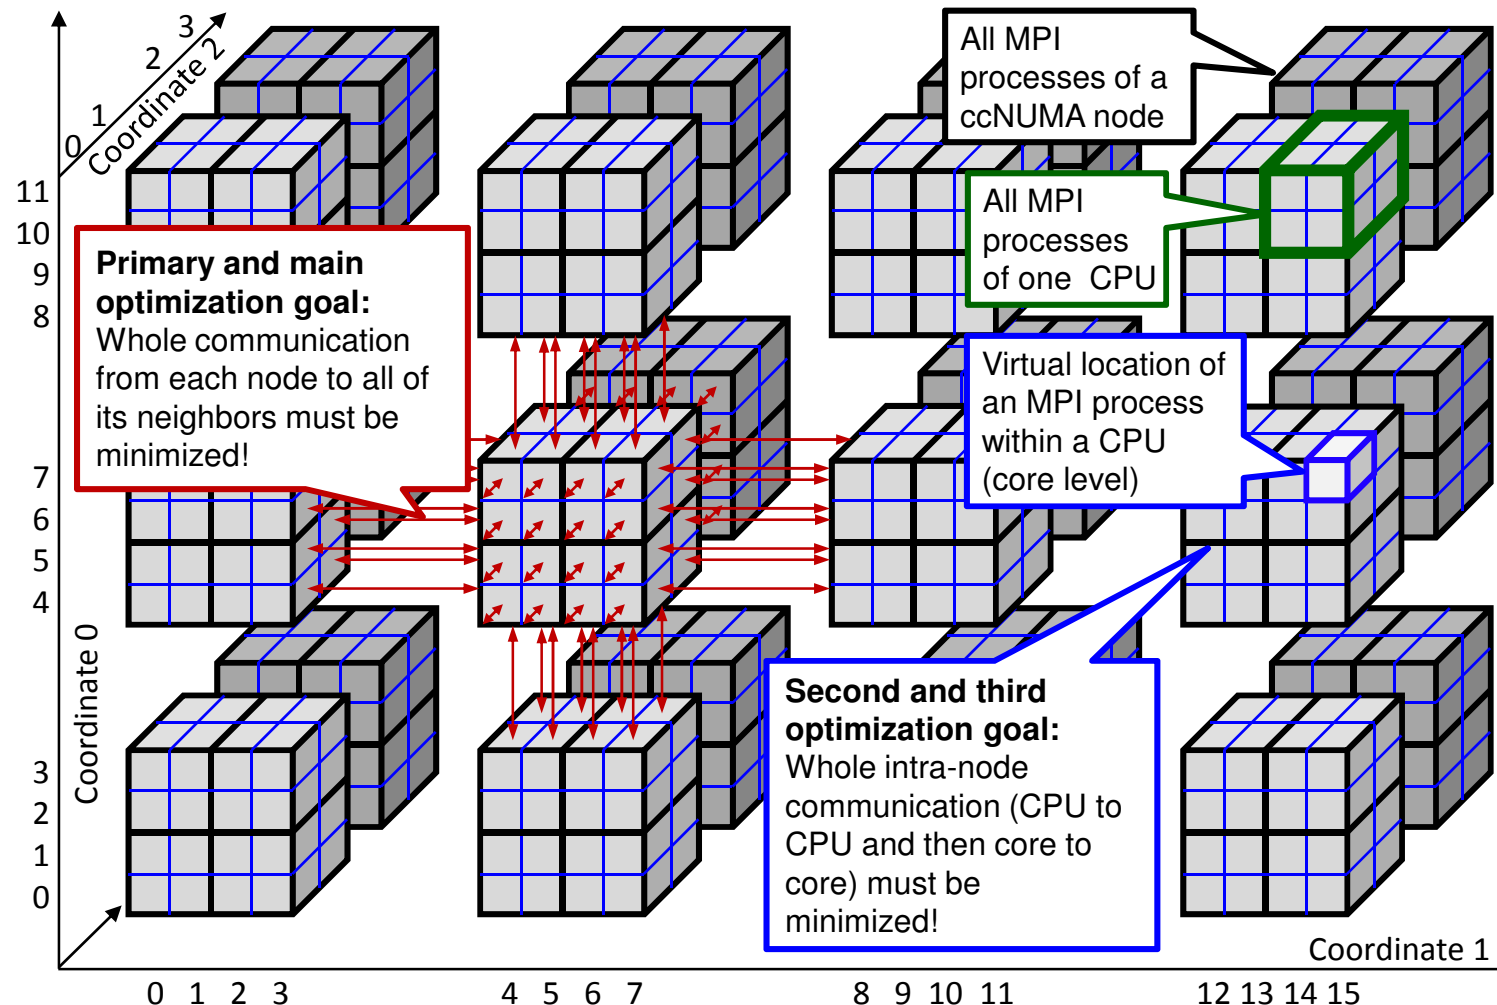 3
2
1
0
Coordinate 2
All MPI
processes of a
ccNUMA node
11
10
9
8
All MPI
processes
of one CPU
Primary and main
optimization goal:
Whole communication
from each node to all of
its neighbors must be
minimized!
Virtual location of
an MPI process
within a CPU
(core level)
7
6
5
4
Coordinate 0
Second and third
optimization goal:
Whole intra-node
communication (CPU to
CPU and then core to
core) must be
minimized!
3
2
1
0
Coordinate 1
0 1 2 3 4 5 6 7 8 9 10 11 12 13 14 15